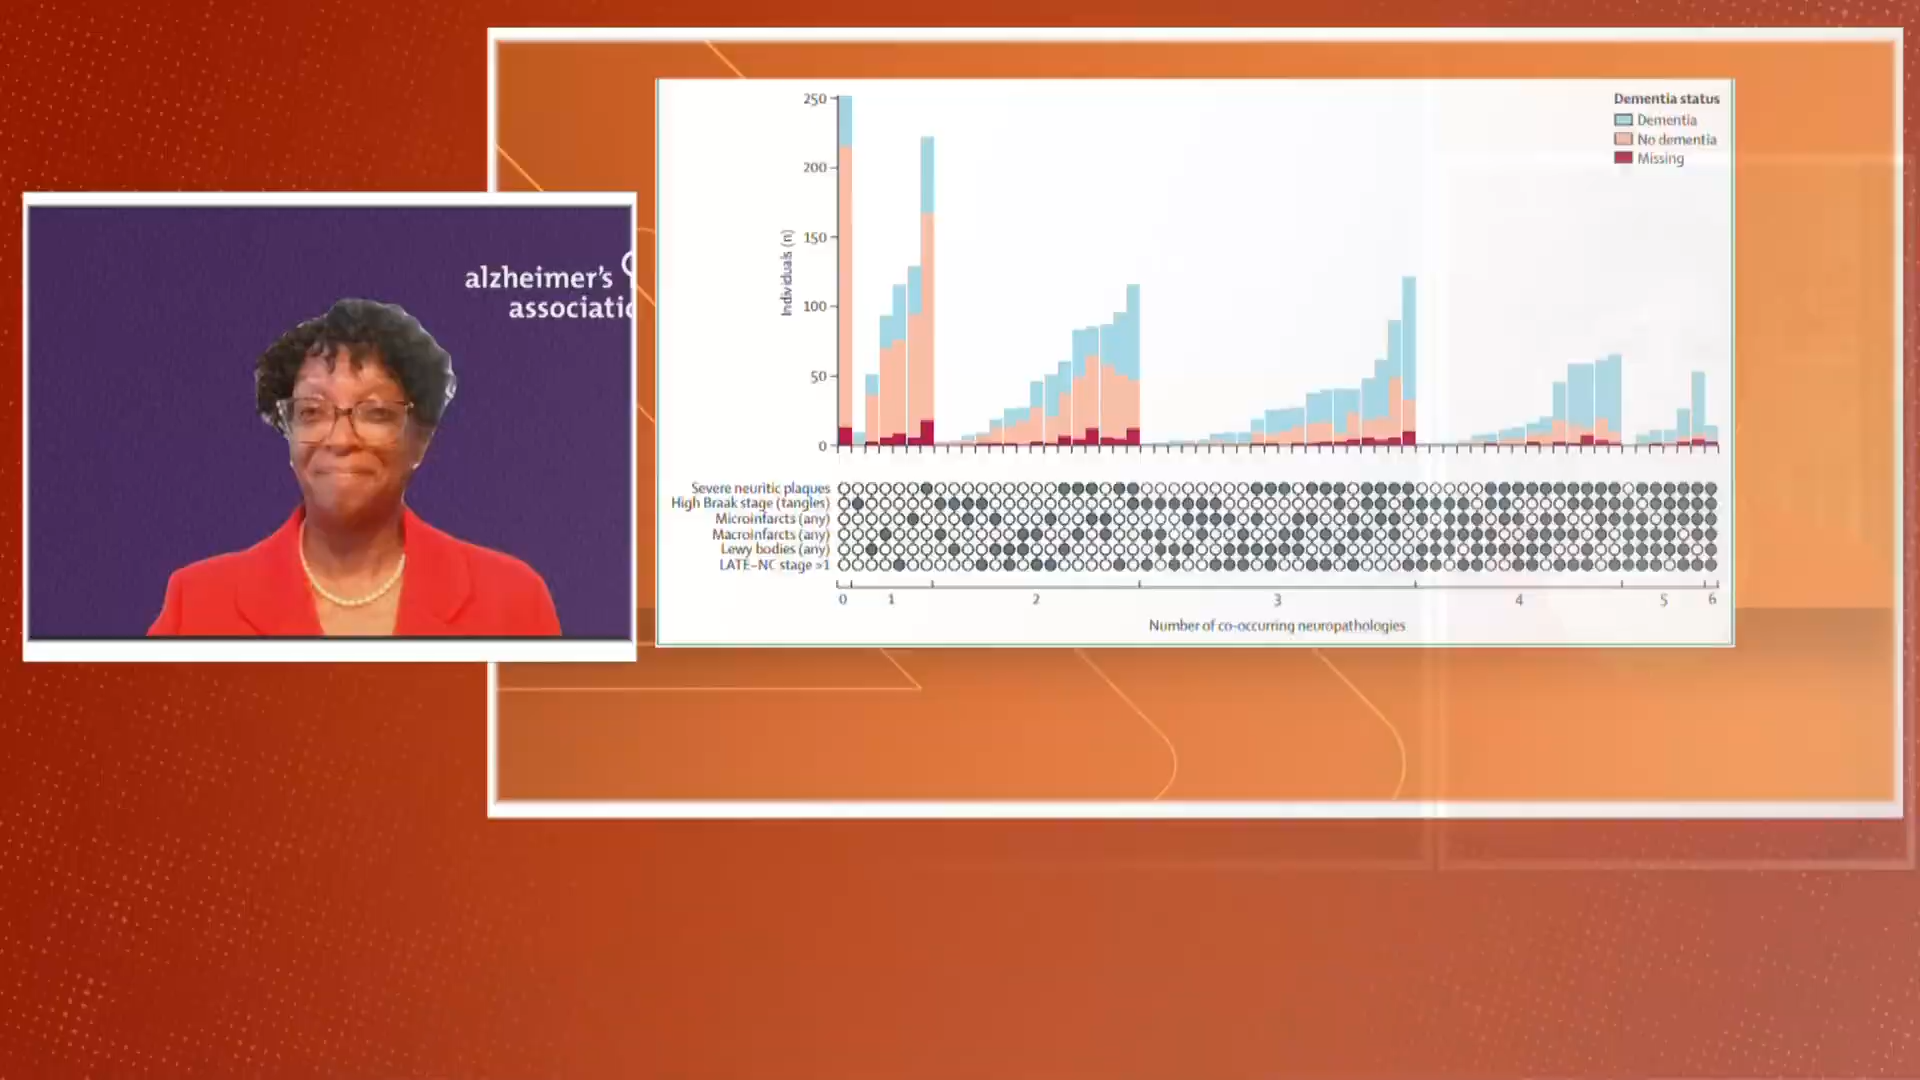 alzheimer's
associatio
250
200
150
100
50
0
Individuals (n)
Dementia status
Dementia
No dementia
Missing
Severe neuritic plaques
High Braak stage (tangles)
Microinfarcts (any)
Macroinfarcts (any)
Lewy bodies (any)
LATE-NC stage >1
0 1 2 3 4 5 6
Number of co-occurring neuropathologies